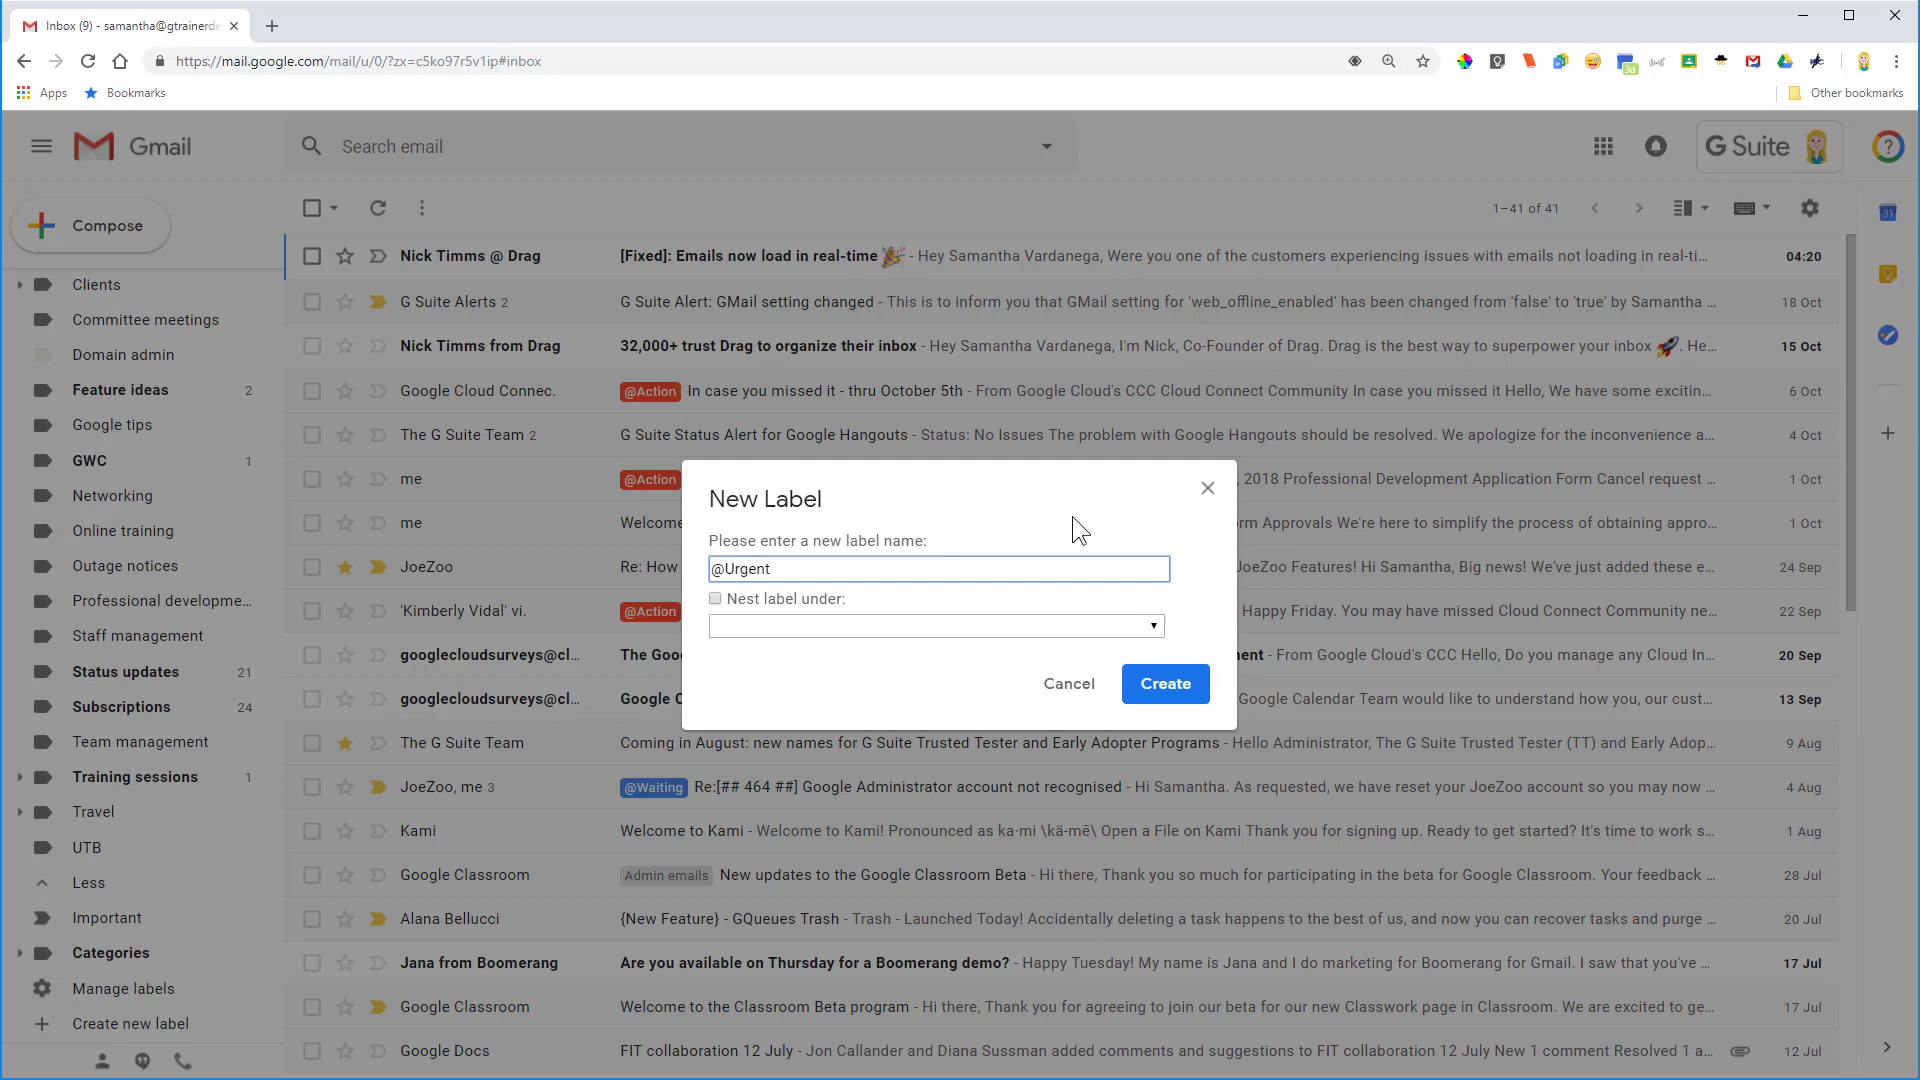 Inbox (9) - samantha@gtrainerde
https://mail.google.com/mail/u/0/?zx=c5ko97r5v1ip#inbox
3d
Apps
Bookmarks
Other bookmarks
Gmail
Search email
G Suite
?
Compose
1–41 of 41
31
Nick Timms @ Drag [Fixed]: Emails now load in real-time 🎉 - Hey Samantha Vardanega, Were you one of the customers experiencing issues with emails not loading in real-ti... 04:20
Clients
G Suite Alerts 2 G Suite Alert: GMail setting changed - This is to inform you that GMail setting for 'web_offline_enabled' has been changed from 'false' to 'true' by Samantha ... 18 Oct
Committee meetings
Nick Timms from Drag 32,000+ trust Drag to organize their inbox - Hey Samantha Vardanega, I'm Nick, Co-Founder of Drag. Drag is the best way to superpower your inbox 🚀. He... 15 Oct
Domain admin
Feature ideas 2
Google Cloud Connec. @Action In case you missed it - thru October 5th - From Google Cloud's CCC Cloud Connect Community In case you missed it Hello, We have some excitin... 6 Oct
Google tips
The G Suite Team 2 G Suite Status Alert for Google Hangouts - Status: No Issues The problem with Google Hangouts should be resolved. We apologize for the inconvenience a... 4 Oct
GWC 1
me @Action , 2018 Professional Development Application Form Cancel request ... 1 Oct
Networking
me Welcome rm Approvals We're here to simplify the process of obtaining appro... 1 Oct
Online training
Outage notices
JoeZoo Re: How JoeZoo Features! Hi Samantha, Big news! We've just added these e... 24 Sep
Professional developme...
'Kimberly Vidal' vi. @Action Happy Friday. You may have missed Cloud Connect Community ne... 22 Sep
Staff management
googlecloudsurveys@cl... The Goo ent - From Google Cloud's CCC Hello, Do you manage any Cloud In... 20 Sep
Status updates 21
googlecloudsurveys@cl... Google C Google Calendar Team would like to understand how you, our cust... 13 Sep
Subscriptions 24
New Label
Please enter a new label name:
@Urgent
Nest label under:
Cancel Create
Team management
The G Suite Team Coming in August: new names for G Suite Trusted Tester and Early Adopter Programs - Hello Administrator, The G Suite Trusted Tester (TT) and Early Adop... 9 Aug
Training sessions 1
JoeZoo, me 3 @Waiting Re:[## 464 ##] Google Administrator account not recognised - Hi Samantha. As requested, we have reset your JoeZoo account so you may now ... 4 Aug
Travel
Kami Welcome to Kami - Welcome to Kami! Pronounced as ka·mi \kä-mē\ Open a File on Kami Thank you for signing up. Ready to get started? It's time to work s... 1 Aug
UTB
Google Classroom Admin emails New updates to the Google Classroom Beta - Hi there, Thank you so much for participating in the beta for Google Classroom. Your feedback ... 28 Jul
Less
Important
Alana Bellucci {New Feature} - GQueues Trash - Trash - Launched Today! Accidentally deleting a task happens to the best of us, and now you can recover tasks and purge ... 20 Jul
Categories
Jana from Boomerang Are you available on Thursday for a Boomerang demo? - Happy Tuesday! My name is Jana and I do marketing for Boomerang for Gmail. I saw that you've ... 17 Jul
Manage labels
Google Classroom Welcome to the Classroom Beta program - Hi there, Thank you for agreeing to join our beta for our new Classwork page in Classroom. We are excited to ge... 17 Jul
Create new label
Google Docs FIT collaboration 12 July - Jon Callander and Diana Sussman added comments and suggestions to FIT collaboration 12 July New 1 comment Resolved 1 a... 12 Jul